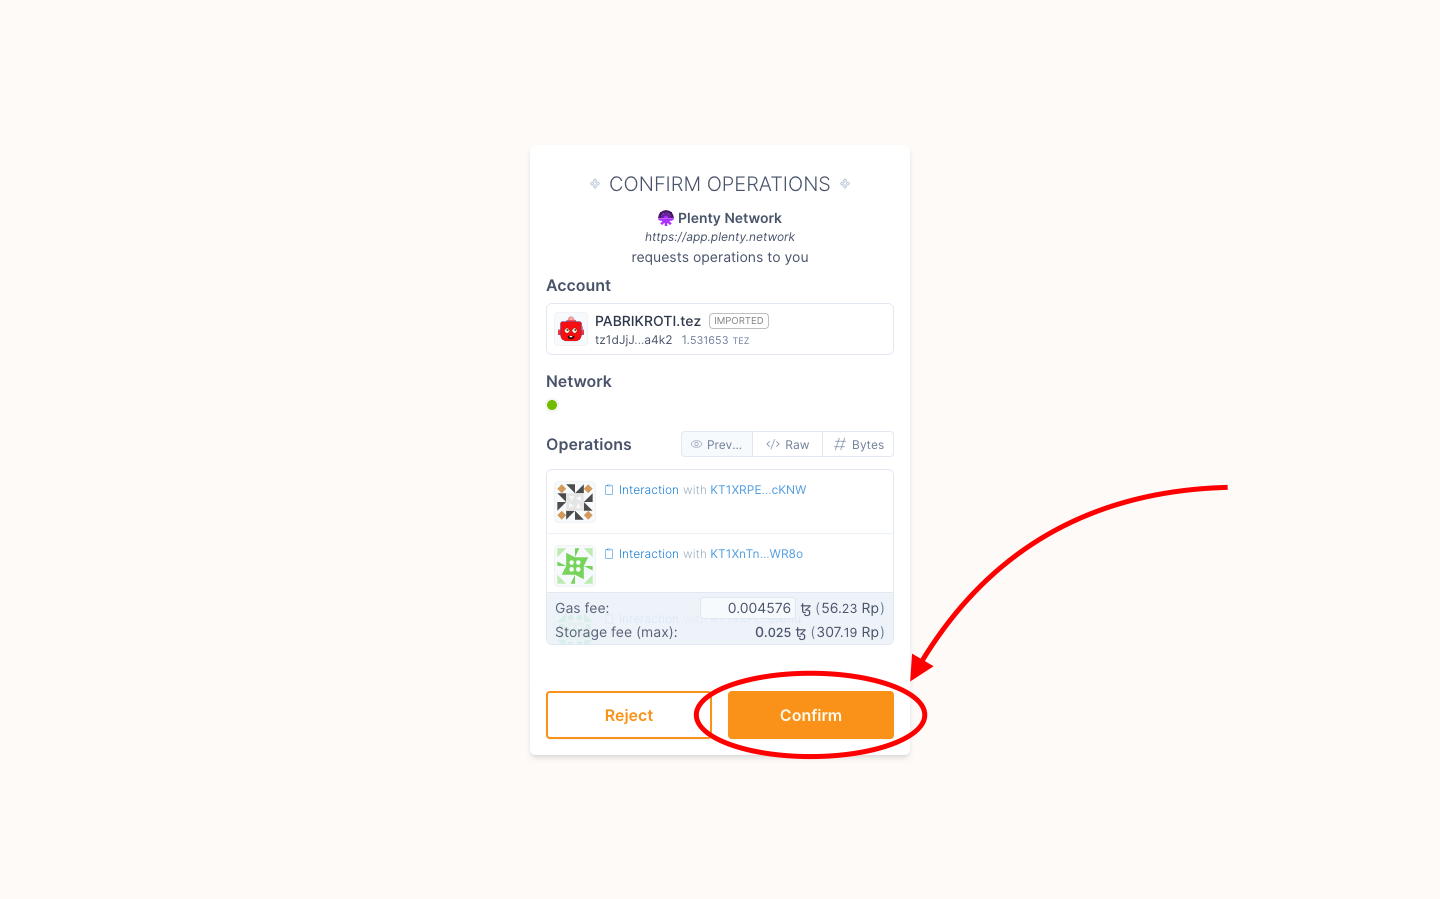 CONFIRM OPERATIONS
Plenty Network
https://app.plenty.network
requests operations to you
Account
PABRIKROTI.tez IMPORTED
tz1dJjJ...a4k2 1.531653 TEZ
Network
Operations Prev... </> Raw # Bytes
Interaction with KT1XRPE...cKNW
Interaction with KT1XnTn...WR8o
Gas fee: 0.004576 ꜩ (56.23 Rp)
Storage fee (max): 0.025 ꜩ (307.19 Rp)
Reject Confirm